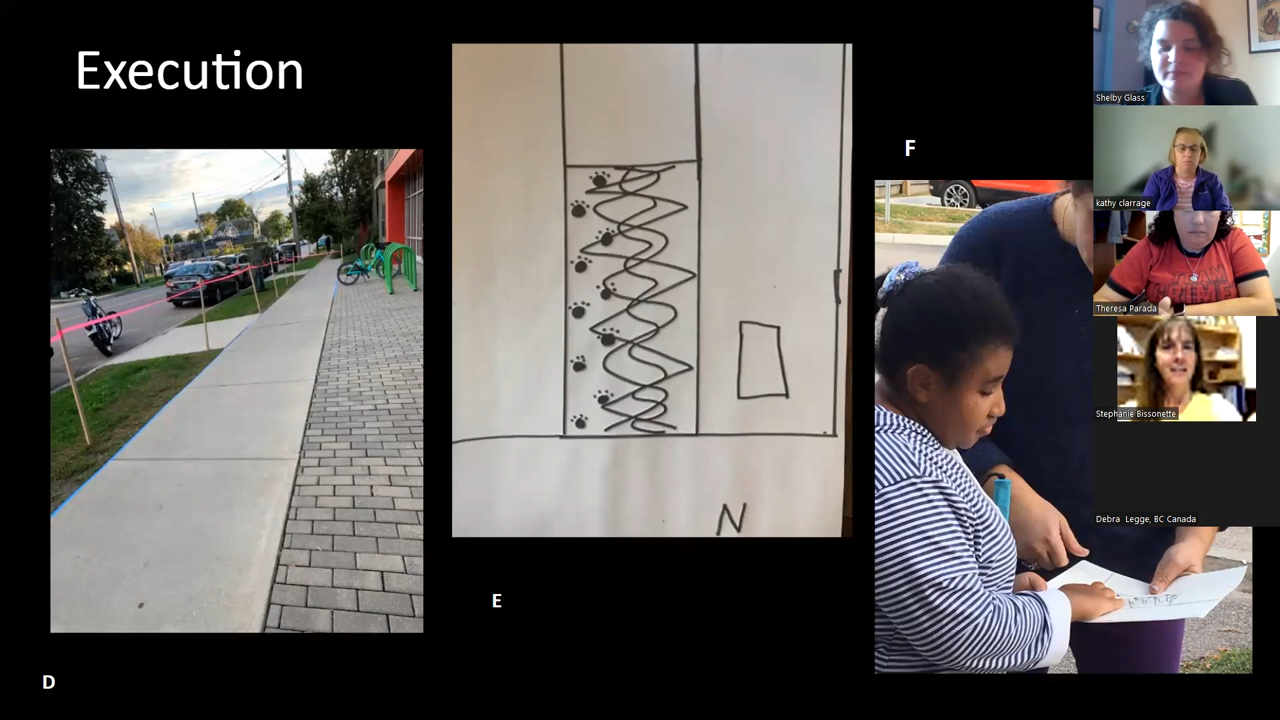 Execution
D
E
N
F
Shelby Glass
kathy clarrage
Theresa Parada
Stephanie Bissonette
Debra Legge, BC Canada